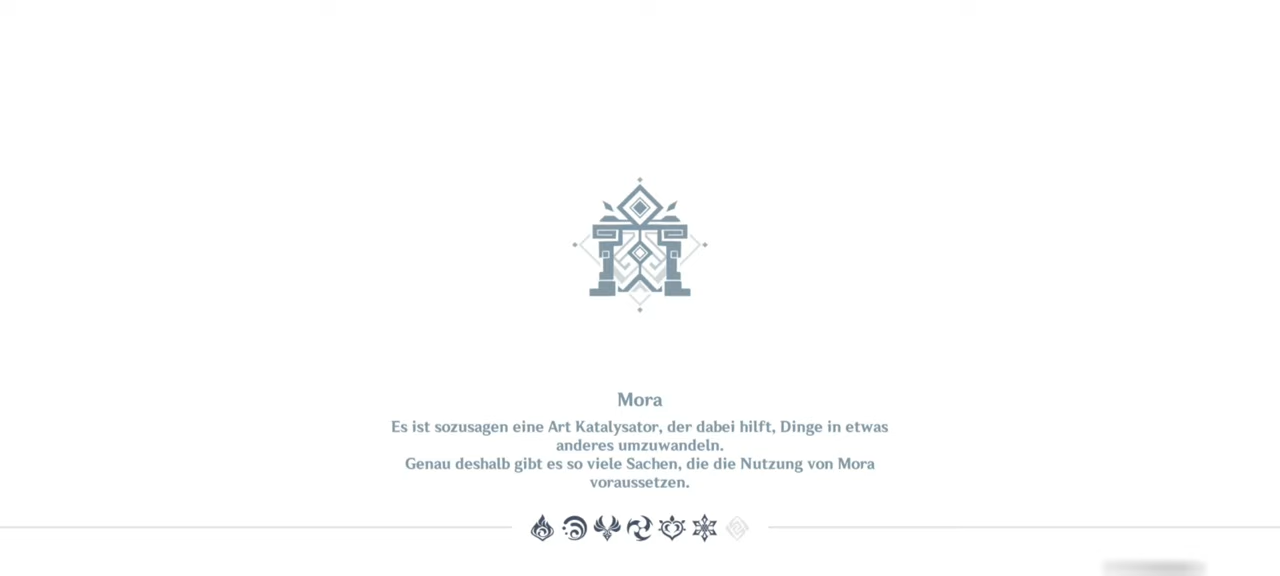 Mora
Es ist sozusagen eine Art Katalysator, der dabei hilft, Dinge in etwas
anderes umzuwandeln.
Genau deshalb gibt es so viele Sachen, die die Nutzung von Mora
voraussetzen.